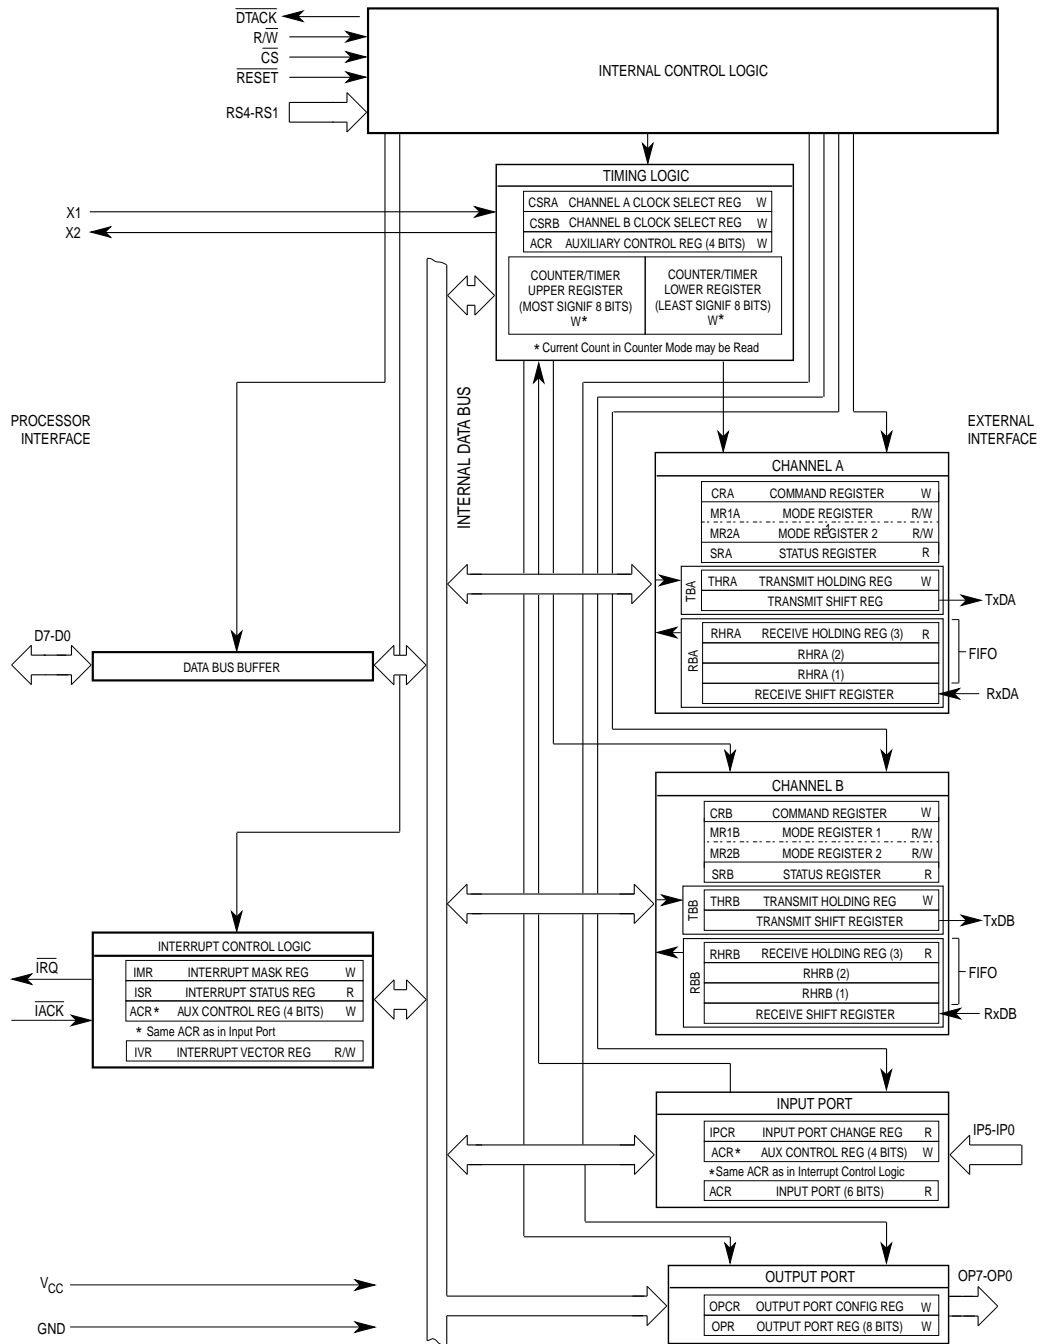 DTACK
R/W
CS
RESET
RS4-RS1
INTERNAL CONTROL LOGIC
X1
X2
TIMING LOGIC
CSRA CHANNEL A CLOCK SELECT REG W
CSRB CHANNEL B CLOCK SELECT REG W
ACR AUXILIARY CONTROL REG (4 BITS) W
COUNTER/TIMER
UPPER REGISTER
(MOST SIGNIF 8 BITS)
W*
COUNTER/TIMER
LOWER REGISTER
(LEAST SIGNIF 8 BITS)
W*
* Current Count in Counter Mode may be Read
PROCESSOR
INTERFACE
INTERNAL DATA BUS
EXTERNAL
INTERFACE
CHANNEL A
CRA COMMAND REGISTER W
MR1A MODE REGISTER 1 R/W
MR2A MODE REGISTER 2 R/W
SRA STATUS REGISTER R
TBA
THRA TRANSMIT HOLDING REG W
TRANSMIT SHIFT REG
TxDA
RBA
RHRA RECEIVE HOLDING REG (3) R
RHRA (2)
RHRA (1)
RECEIVE SHIFT REGISTER
FIFO
RxDA
D7-D0
DATA BUS BUFFER
CHANNEL B
CRB COMMAND REGISTER W
MR1B MODE REGISTER 1 R/W
MR2B MODE REGISTER 2 R/W
SRB STATUS REGISTER R
TBB
THRB TRANSMIT HOLDING REG W
TRANSMIT SHIFT REGISTER
TxDB
RBB
RHRB RECEIVE HOLDING REG (3) R
RHRB (2)
RHRB (1)
RECEIVE SHIFT REGISTER
FIFO
RxDB
IRQ
IACK
INTERRUPT CONTROL LOGIC
IMR INTERRUPT MASK REG W
ISR INTERRUPT STATUS REG R
ACR* AUX CONTROL REG (4 BITS) W
* Same ACR as in Input Port
IVR INTERRUPT VECTOR REG R/W
INPUT PORT
IPCR INPUT PORT CHANGE REG R
ACR* AUX CONTROL REG (4 BITS) W
*Same ACR as in Interrupt Control Logic
ACR INPUT PORT (6 BITS) R
IP5-IP0
VCC
GND
OUTPUT PORT
OPCR OUTPUT PORT CONFIG REG W
OPR OUTPUT PORT REG (8 BITS) W
OP7-OP0